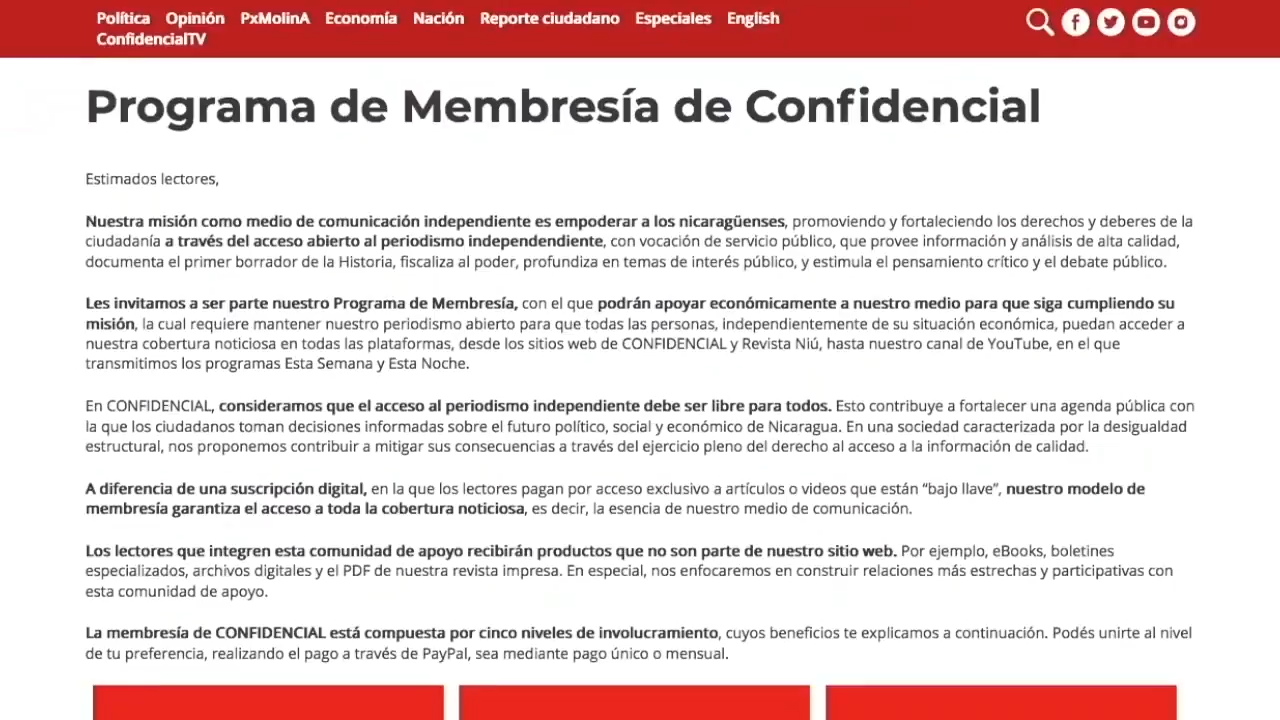 Política Opinión PxMolinA Economía Nación Reporte ciudadano Especiales English
ConfidencialTV
Programa de Membresía de Confidencial
Estimados lectores,
Nuestra misión como medio de comunicación independiente es empoderar a los nicaragüenses, promoviendo y fortaleciendo los derechos y deberes de la
ciudadanía a través del acceso abierto al periodismo independendiente, con vocación de servicio público, que provee información y análisis de alta calidad,
documenta el primer borrador de la Historia, fiscaliza al poder, profundiza en temas de interés público, y estimula el pensamiento crítico y el debate público.
Les invitamos a ser parte nuestro Programa de Membresía, con el que podrán apoyar económicamente a nuestro medio para que siga cumpliendo su
misión, la cual requiere mantener nuestro periodismo abierto para que todas las personas, independientemente de su situación económica, puedan acceder a
nuestra cobertura noticiosa en todas las plataformas, desde los sitios web de CONFIDENCIAL y Revista Niú, hasta nuestro canal de YouTube, en el que
transmitimos los programas Esta Semana y Esta Noche.
En CONFIDENCIAL, consideramos que el acceso al periodismo independiente debe ser libre para todos. Esto contribuye a fortalecer una agenda pública con
la que los ciudadanos toman decisiones informadas sobre el futuro político, social y económico de Nicaragua. En una sociedad caracterizada por la desigualdad
estructural, nos proponemos contribuir a mitigar sus consecuencias a través del ejercicio pleno del derecho al acceso a la información de calidad.
A diferencia de una suscripción digital, en la que los lectores pagan por acceso exclusivo a artículos o videos que están “bajo llave”, nuestro modelo de
membresía garantiza el acceso a toda la cobertura noticiosa, es decir, la esencia de nuestro medio de comunicación.
Los lectores que integren esta comunidad de apoyo recibirán productos que no son parte de nuestro sitio web. Por ejemplo, eBooks, boletines
especializados, archivos digitales y el PDF de nuestra revista impresa. En especial, nos enfocaremos en construir relaciones más estrechas y participativas con
esta comunidad de apoyo.
La membresía de CONFIDENCIAL está compuesta por cinco niveles de involucramiento, cuyos beneficios te explicamos a continuación. Podés unirte al nivel
de tu preferencia, realizando el pago a través de PayPal, sea mediante pago único o mensual.